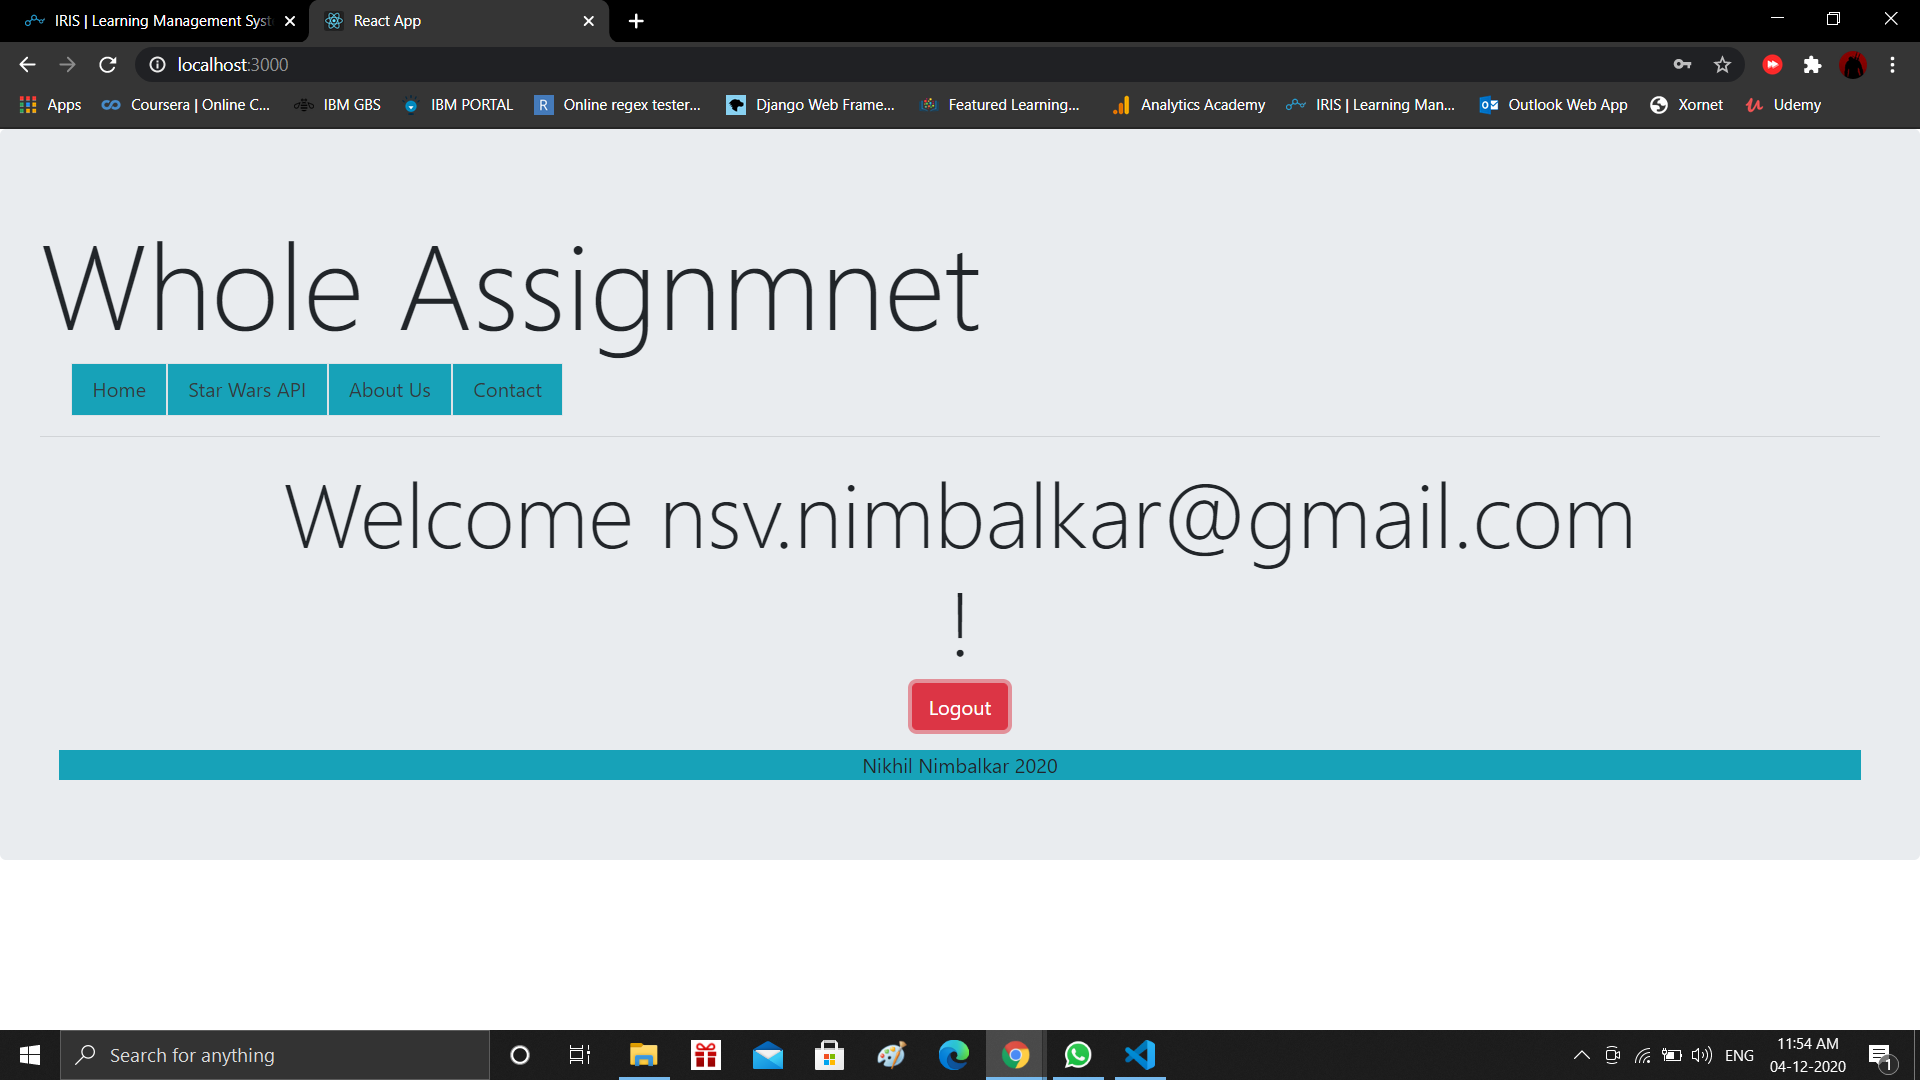 IRIS | Learning Management Syst
React App
localhost:3000
Apps
Coursera | Online C...
IBM GBS
IBM PORTAL
R
Online regex tester...
Django Web Frame...
Featured Learning...
Analytics Academy
IRIS | Learning Man...
Outlook Web App
Xornet
Udemy
Whole Assignmnet
Home
Star Wars API
About Us
Contact
Welcome nsv.nimbalkar@gmail.com
!
Logout
Nikhil Nimbalkar 2020
Search for anything
ENG
11:54 AM
04-12-2020
1